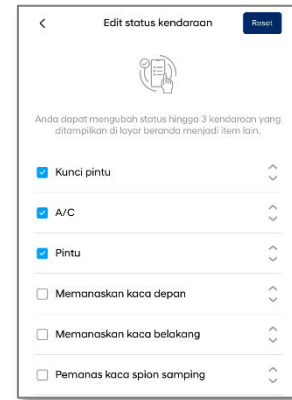 Edit status kendaraan
Reset
Anda dapat mengubah status hingga 3 kendaraan yang
ditampilkan di layar beranda menjadi item lain.
Kunci pintu
A/C
Pintu
Memanaskan kaca depan
Memanaskan kaca belakang
Pemanas kaca spion samping